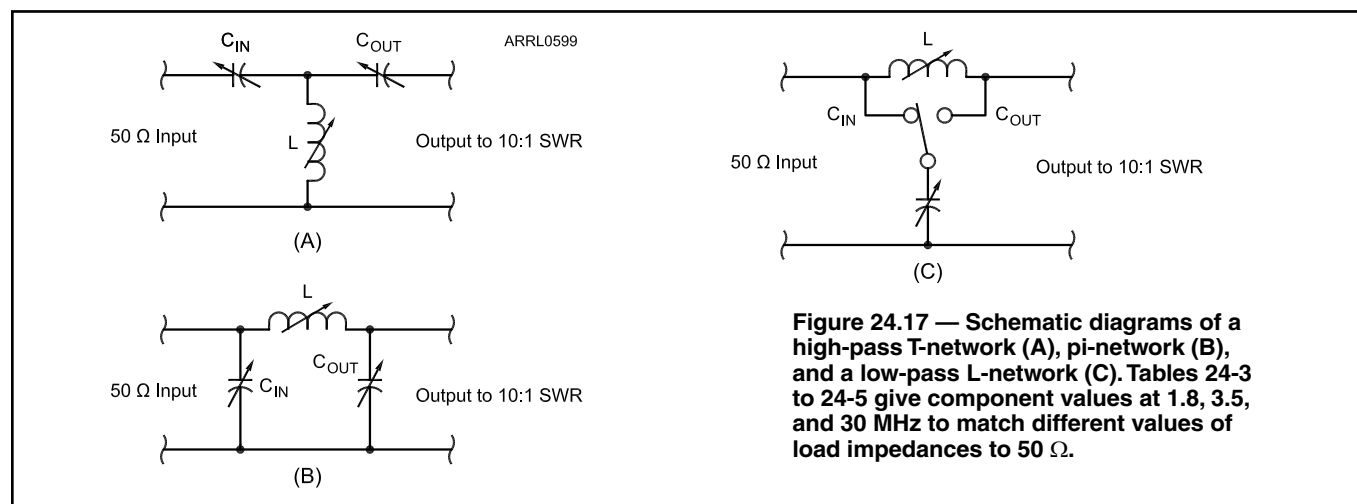 C_IN
C_OUT
ARRL0599
50 Ω Input
L
Output to 10:1 SWR
(A)
L
C_IN
C_OUT
50 Ω Input
Output to 10:1 SWR
(B)
L
C_IN
C_OUT
50 Ω Input
Output to 10:1 SWR
(C)
Figure 24.17 — Schematic diagrams of a
high-pass T-network (A), pi-network (B),
and a low-pass L-network (C). Tables 24-3
to 24-5 give component values at 1.8, 3.5,
and 30 MHz to match different values of
load impedances to 50 Ω.